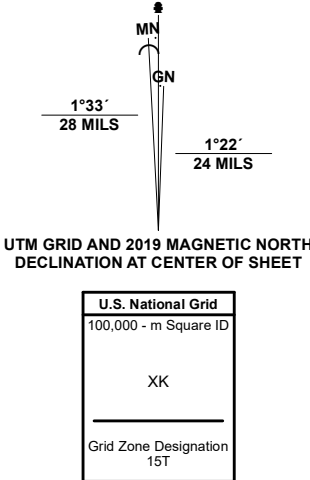 MN
GN
1°33´
28 MILS
1°22´
24 MILS
UTM GRID AND 2019 MAGNETIC NORTH
DECLINATION AT CENTER OF SHEET
U.S. National Grid
100,000 - m Square ID
XK
Grid Zone Designation
15T